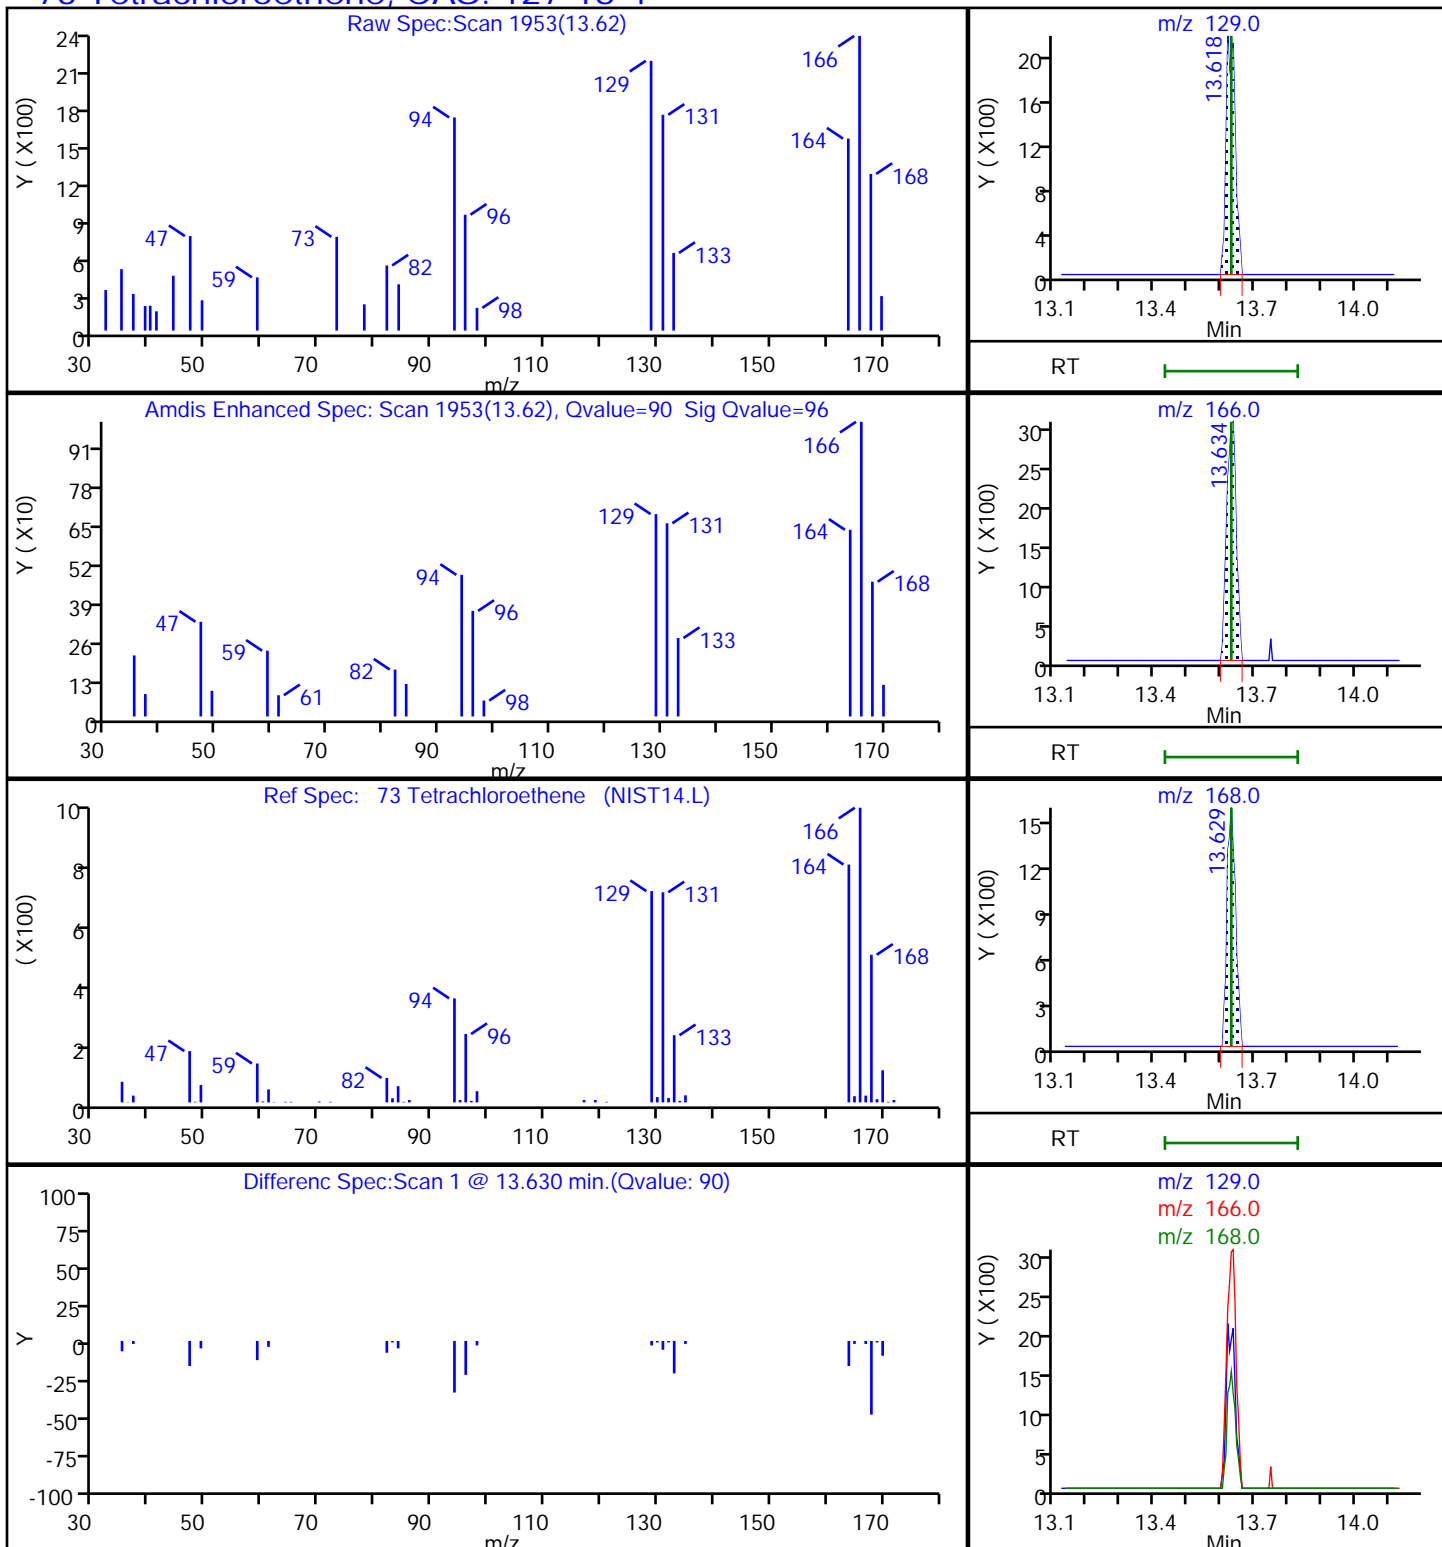 Raw Spec:Scan 1953(13.62)
24
21
18
15
12
9
6
3
0
Y ( X100)
166
129
131
94
164
168
96
47
73
133
82
59
98
30 50 70 90 110 130 150 170
m/z
m/z 129.0
20
16
12
8
4
0
Y ( X100)
13.618
13.1 13.4 13.7 14.0
Min
RT
Amdis Enhanced Spec: Scan 1953(13.62), Qvalue=90 Sig Qvalue=96
91
78
65
52
39
26
13
0
Y ( X10)
166
129
131
164
94
168
96
47
133
59
82
61
98
30 50 70 90 110 130 150 170
m/z
m/z 166.0
30
25
20
15
10
5
0
Y ( X100)
13.634
13.1 13.4 13.7 14.0
Min
RT
Ref Spec: 73 Tetrachloroethene (NIST14.L)
10
8
6
4
2
0
( X100)
166
164
129
131
168
94
96
133
47
59
82
30 50 70 90 110 130 150 170
m/z 168.0
15
12
9
6
3
0
Y ( X100)
13.629
13.1 13.4 13.7 14.0
Min
RT
Differenc Spec:Scan 1 @ 13.630 min.(Qvalue: 90)
100
75
50
25
0
-25
-50
-75
-100
Y
30 50 70 90 110 130 150 170
m/z
m/z 129.0
m/z 166.0
m/z 168.0
30
25
20
15
10
5
0
Y ( X100)
13.1 13.4 13.7 14.0
Min